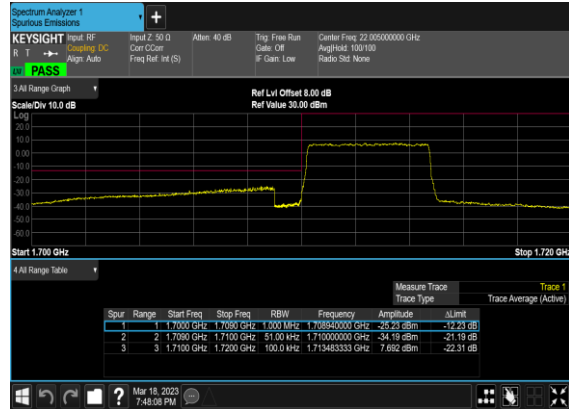 Spectrum Analyzer 1
Spurious Emissions
KEYSIGHT Input: RF Input Z: 50 Ω Atten: 40 dB Trig: Free Run Center Freq: 22.005000000 GHz
R T Coupling: DC Corr CCorr Gate: Off Avg|Hold: 100/100
Align: Auto Freq Ref: Int (S) IF Gain: Low Radio Std: None
PASS
3 All Range Graph
Ref Lvl Offset 8.00 dB
Scale/Div 10.0 dB Ref Value 30.00 dBm
Log
20.0
10.0
0.00
-10.0
-20.0
-30.0
-40.0
-50.0
-60.0
Start 1.700 GHz Stop 1.720 GHz
4 All Range Table
Measure Trace Trace 1
Trace Type Trace Average (Active)
Spur Range Start Freq Stop Freq RBW Frequency Amplitude ΔLimit
1 1 1.7000 GHz 1.7090 GHz 1.000 MHz 1.708940000 GHz -25.23 dBm -12.23 dB
2 2 1.7090 GHz 1.7100 GHz 51.00 kHz 1.710000000 GHz -34.19 dBm -21.19 dB
3 3 1.7100 GHz 1.7200 GHz 100.0 kHz 1.713483333 GHz 7.692 dBm -22.31 dB
Mar 18, 2023
7:48:08 PM